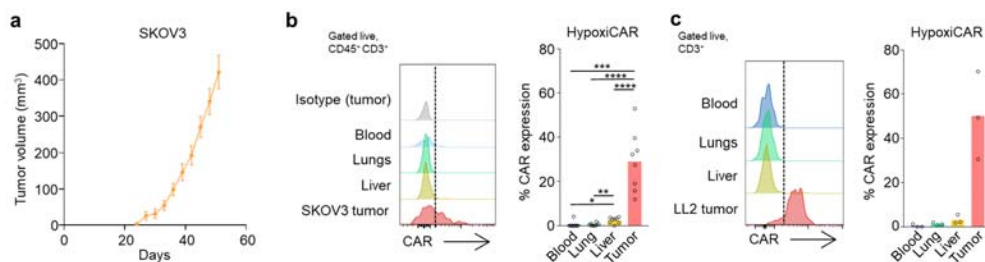 a
SKOV3
Tumor volume (mm³)
500
400
300
200
100
0
0 20 40 60
Days
b
Gated live,
CD45⁺ CD3⁺
Isotype (tumor)
Blood
Lungs
Liver
SKOV3 tumor
CAR
HypoxiCAR
% CAR expression
80
60
40
20
0
***
****
****
**
*
Blood
Lung
Liver
Tumor
c
Gated live,
CD3⁺
Blood
Lungs
Liver
LL2 tumor
CAR
HypoxiCAR
% CAR expression
80
60
40
20
0
Blood
Lung
Liver
Tumor